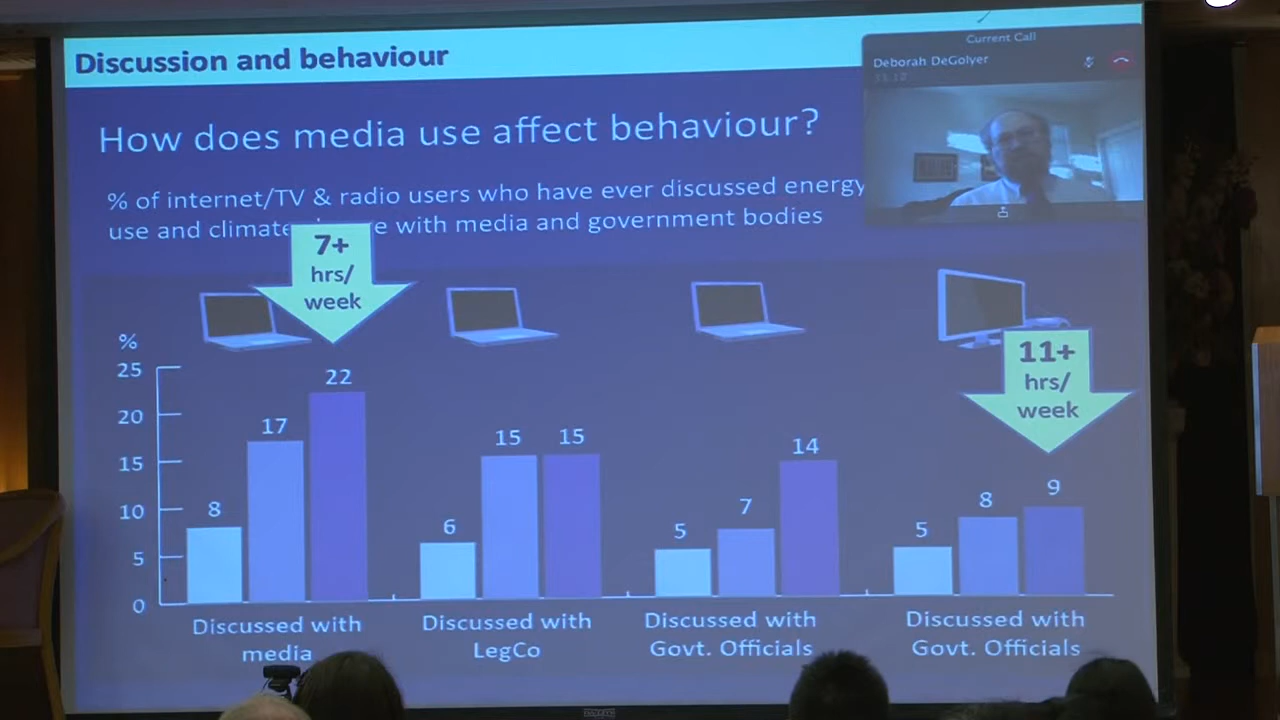 Discussion and behaviour
Current Call
Deborah DeGolyer
How does media use affect behaviour?
% of internet/TV & radio users who have ever discussed energy
use and climate e with media and government bodies
7+
hrs/
week
11+
hrs/
week
%
25
20
15
10
5
0
8
17
22
6
15
15
5
7
14
5
8
9
Discussed with
media
Discussed with
LegCo
Discussed with
Govt. Officials
Discussed with
Govt. Officials